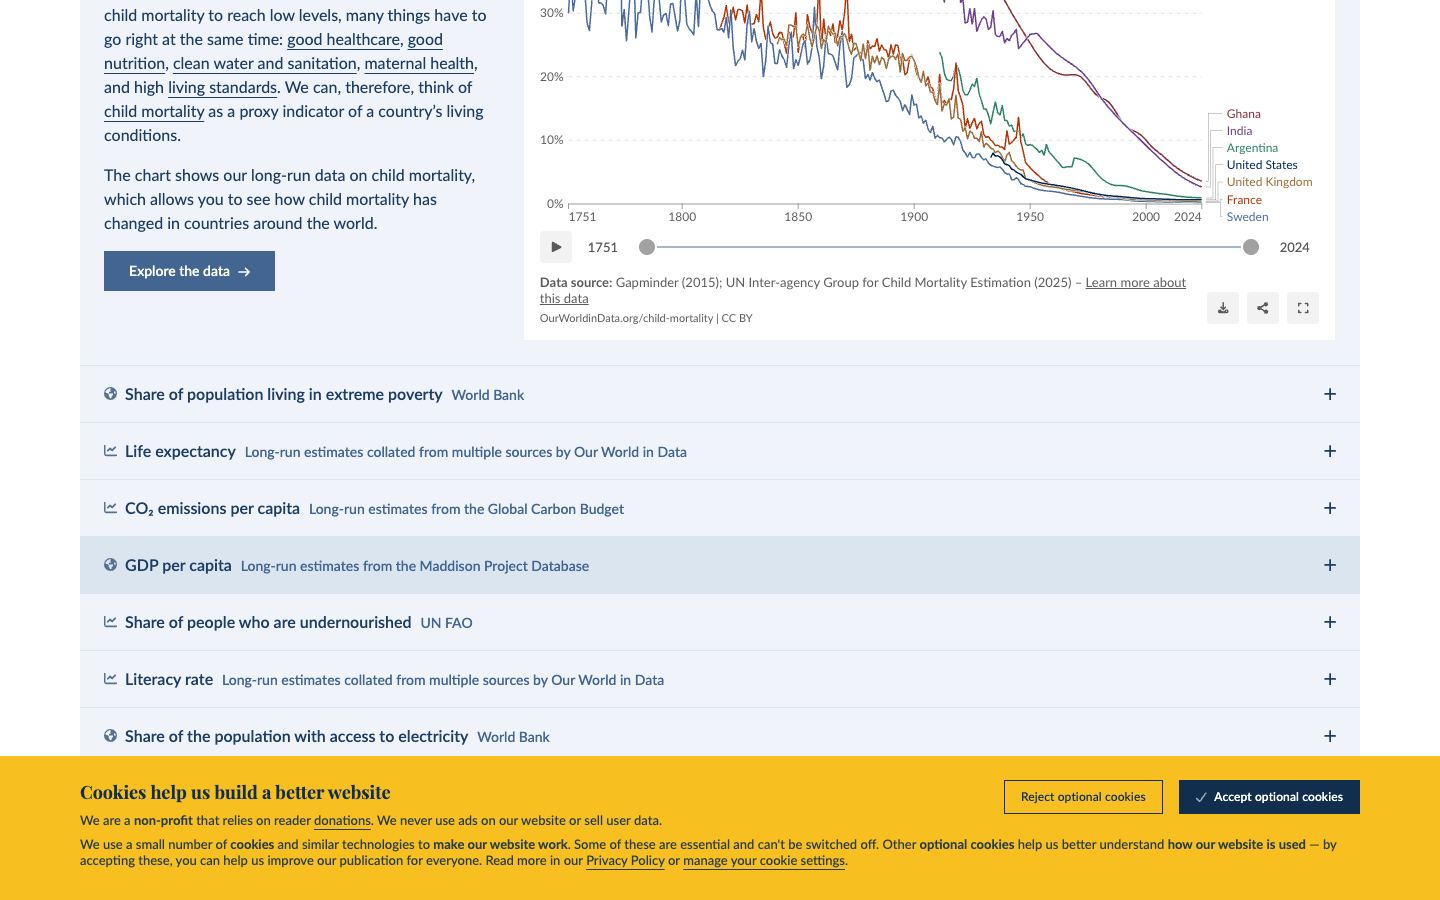 child mortality to reach low levels, many things have to
go right at the same time: good healthcare, good
nutrition, clean water and sanitation, maternal health,
and high living standards. We can, therefore, think of
child mortality as a proxy indicator of a country’s living
conditions.
The chart shows our long-run data on child mortality,
which allows you to see how child mortality has
changed in countries around the world.
Explore the data →
30%
20%
10%
0%
1751 1800 1850 1900 1950 2000 2024
Ghana
India
Argentina
United States
United Kingdom
France
Sweden
1751 2024
Data source: Gapminder (2015); UN Inter-agency Group for Child Mortality Estimation (2025) – Learn more about
this data
OurWorldinData.org/child-mortality | CC BY
Share of population living in extreme poverty World Bank +
Life expectancy Long-run estimates collated from multiple sources by Our World in Data +
CO₂ emissions per capita Long-run estimates from the Global Carbon Budget +
GDP per capita Long-run estimates from the Maddison Project Database +
Share of people who are undernourished UN FAO +
Literacy rate Long-run estimates collated from multiple sources by Our World in Data +
Share of the population with access to electricity World Bank +
Cookies help us build a better website
Reject optional cookies
Accept optional cookies
We are a non-profit that relies on reader donations. We never use ads on our website or sell user data.
We use a small number of cookies and similar technologies to make our website work. Some of these are essential and can't be switched off. Other optional cookies help us better understand how our website is used — by
accepting these, you can help us improve our publication for everyone. Read more in our Privacy Policy or manage your cookie settings.